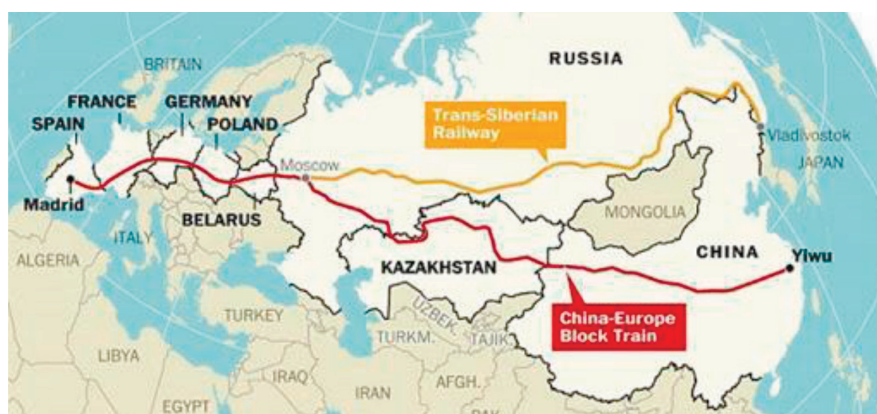 BRITAIN
RUSSIA
FRANCE
GERMANY
SPAIN
POLAND
Trans-Siberian
Railway
Vladivostok
Moscow
JAPAN
Madrid
BELARUS
MONGOLIA
ITALY
CHINA
Yiwu
ALGERIA
KAZAKHSTAN
UZBEK.
TURKEY
TURKM.
TAJIK.
China-Europe
Block Train
LIBYA
IRAQ
IRAN
AFGH.
EGYPT